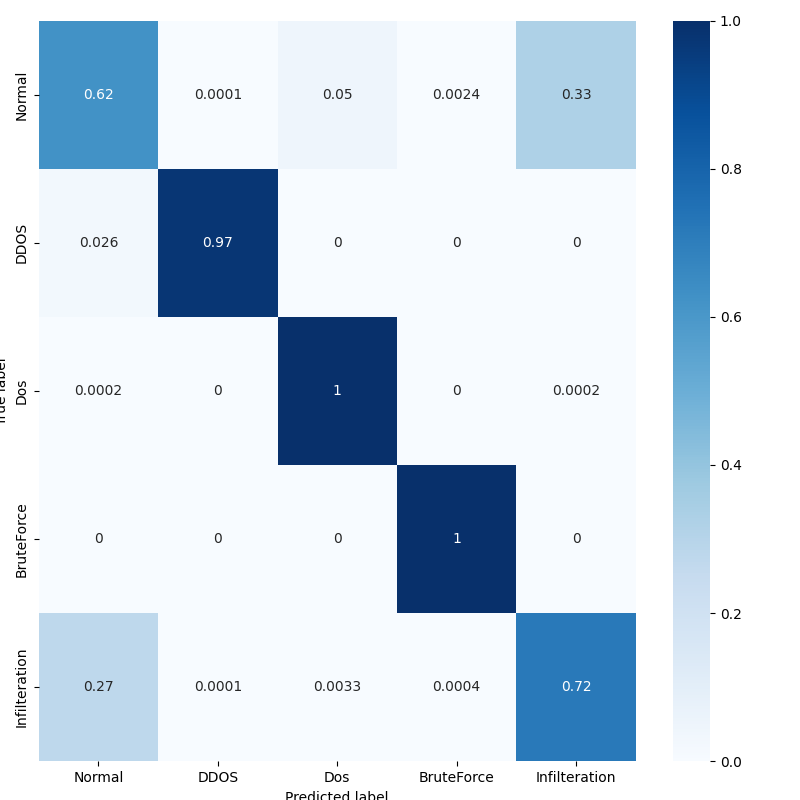 1.0
Normal 0.62 0.0001 0.05 0.0024 0.33
0.8
DDOS 0.026 0.97 0 0 0
0.6
True label
Dos 0.0002 0 1 0 0.0002
0.4
BruteForce 0 0 0 1 0
0.2
Infilteration 0.27 0.0001 0.0033 0.0004 0.72
0.0
Normal DDOS Dos BruteForce Infilteration
Predicted label